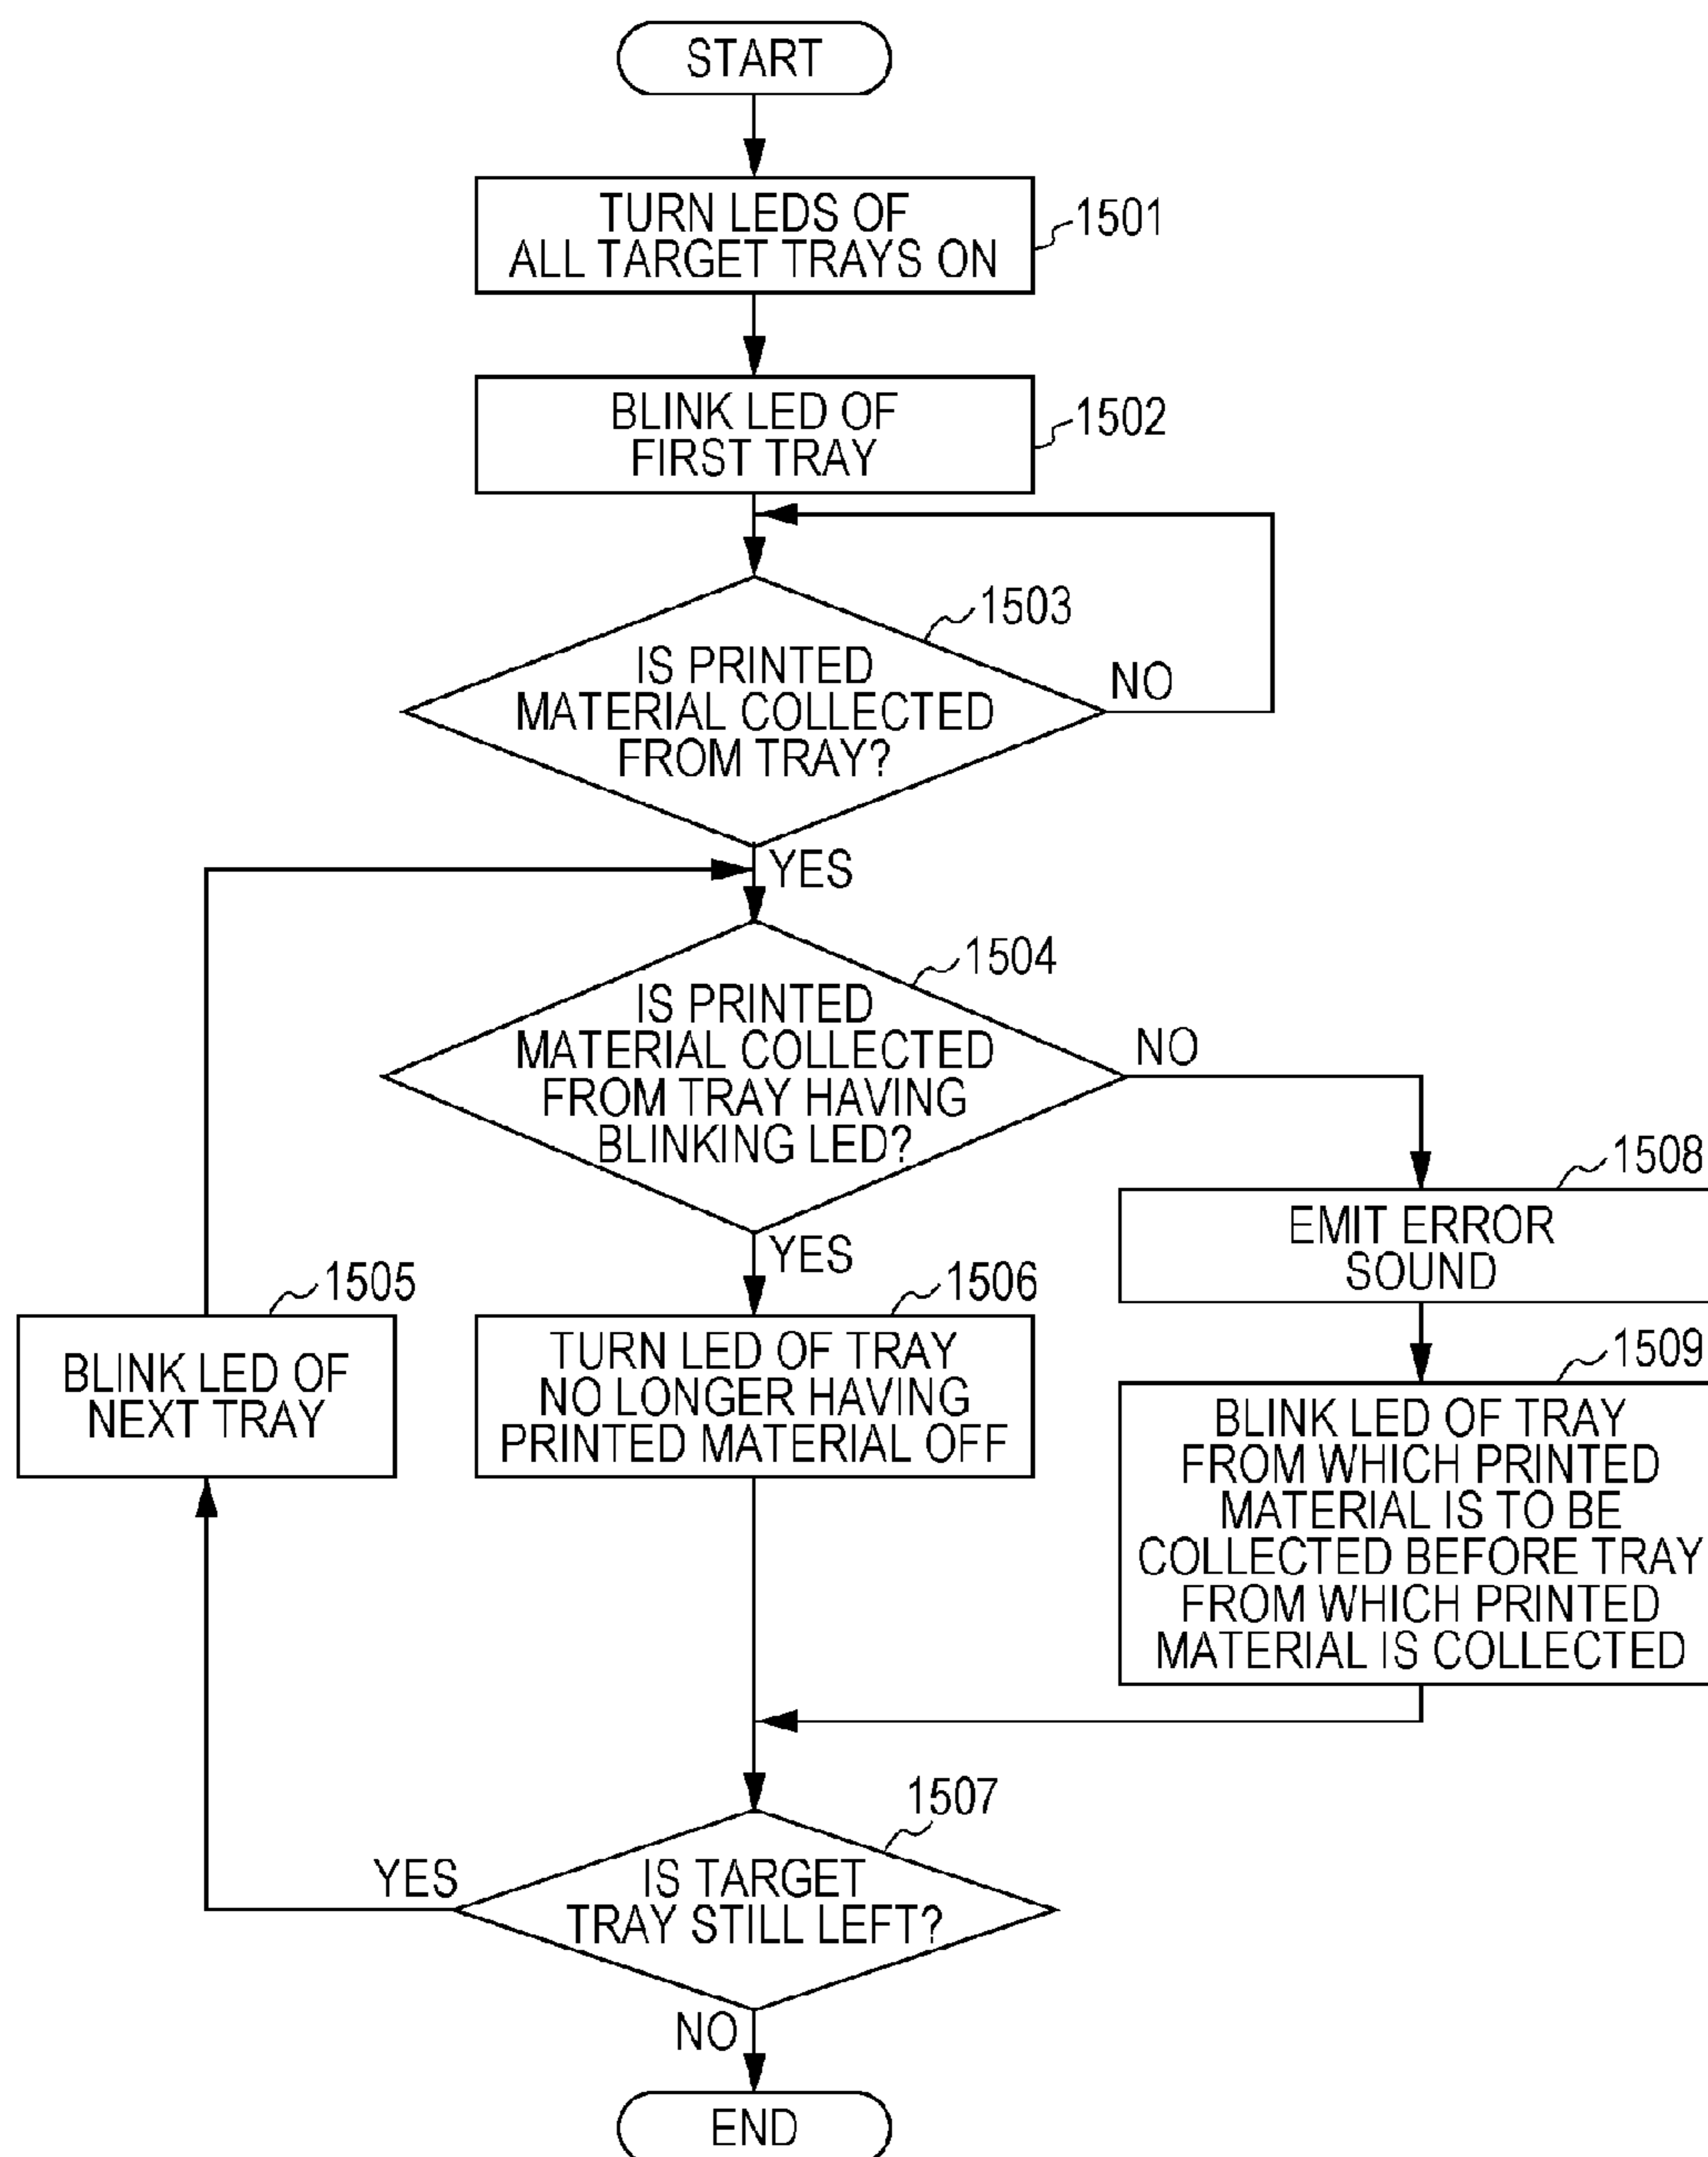 START
TURN LEDS OF
ALL TARGET TRAYS ON
1501
BLINK LED OF
FIRST TRAY
1502
1503
IS PRINTED
MATERIAL COLLECTED
FROM TRAY?
NO
YES
1504
IS PRINTED
MATERIAL COLLECTED
FROM TRAY HAVING
BLINKING LED?
NO
YES
1508
EMIT ERROR
SOUND
1505
BLINK LED OF
NEXT TRAY
1506
TURN LED OF TRAY
NO LONGER HAVING
PRINTED MATERIAL OFF
1509
BLINK LED OF TRAY
FROM WHICH PRINTED
MATERIAL IS TO BE
COLLECTED BEFORE TRAY
FROM WHICH PRINTED
MATERIAL IS COLLECTED
1507
IS TARGET
TRAY STILL LEFT?
YES
NO
END